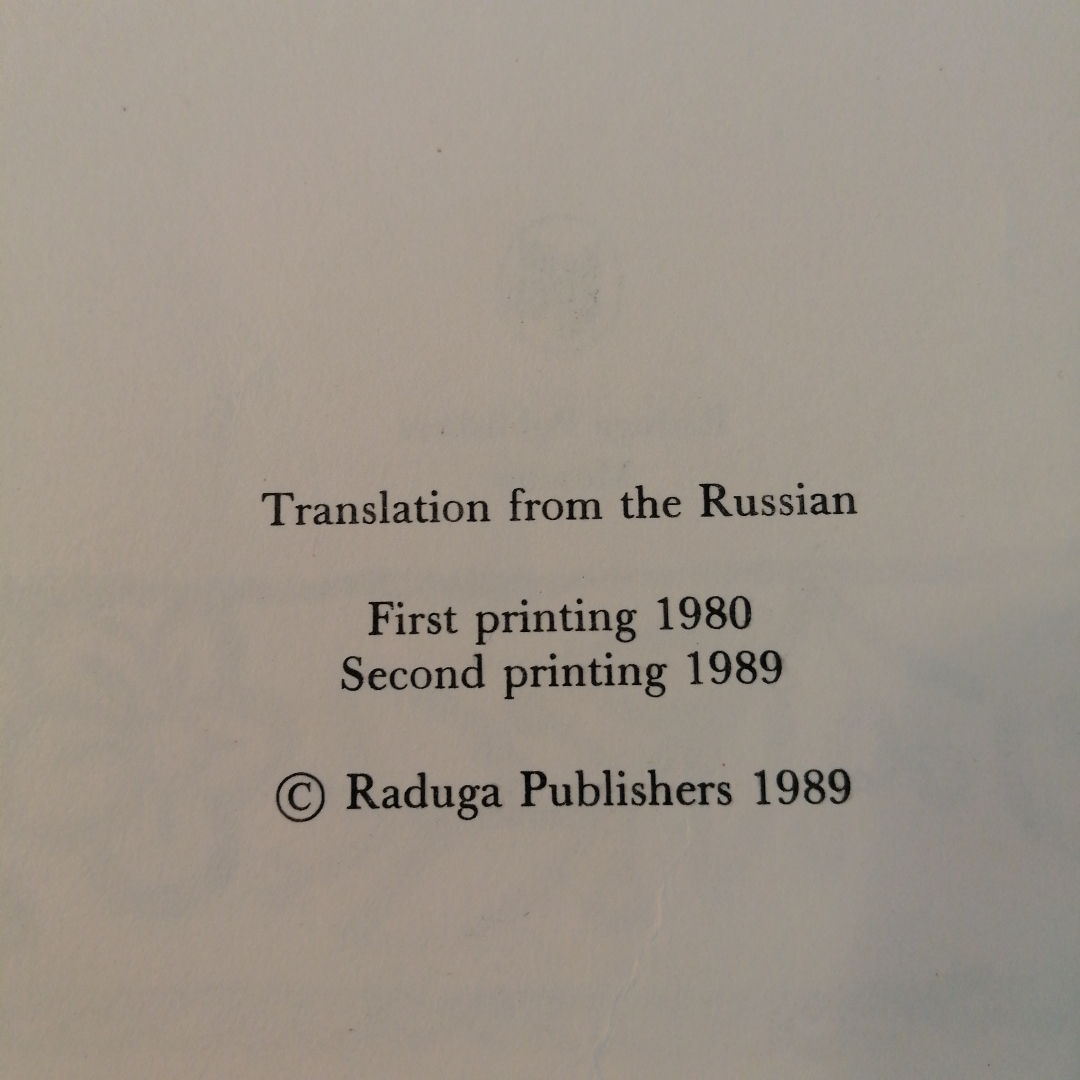 Translation from the Russian
First printing 1980
Second printing 1989
© Raduga Publishers 1989